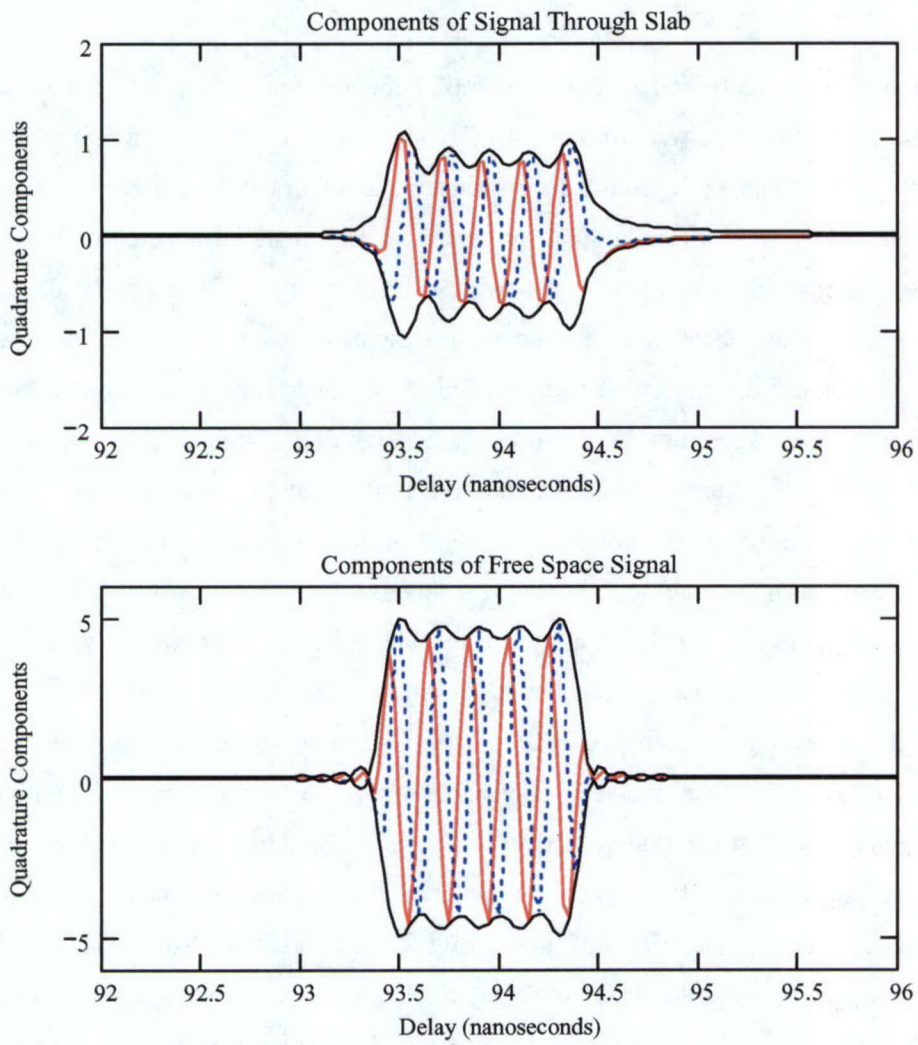 Components of Signal Through Slab
2
1
0
−1
−2
Quadrature Components
92 92.5 93 93.5 94 94.5 95 95.5 96
Delay (nanoseconds)
Components of Free Space Signal
5
0
−5
Quadrature Components
92 92.5 93 93.5 94 94.5 95 95.5 96
Delay (nanoseconds)